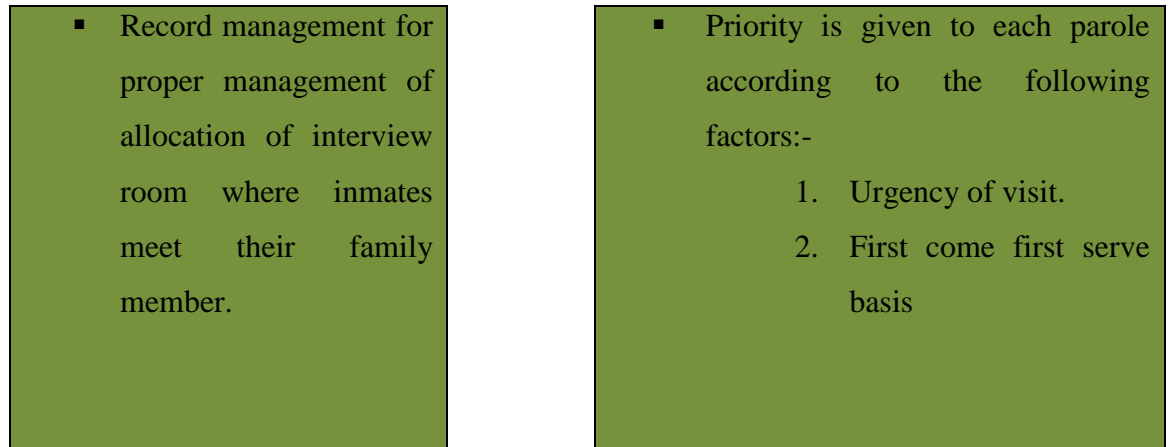 ▪ Record management for
proper management of
allocation of interview
room where inmates
meet their family
member.
▪ Priority is given to each parole
according to the following
factors:-
1. Urgency of visit.
2. First come first serve
basis